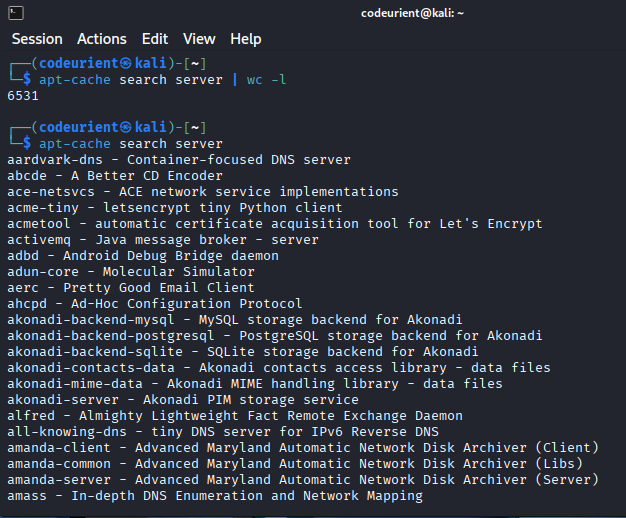 codeurient@kali: ~
Session Actions Edit View Help
┌──(codeurient㉿kali)-[~]
└─$ apt-cache search server | wc -l
6531
┌──(codeurient㉿kali)-[~]
└─$ apt-cache search server
aardvark-dns - Container-focused DNS server
abcde - A Better CD Encoder
ace-netsvcs - ACE network service implementations
acme-tiny - letsencrypt tiny Python client
acmetool - automatic certificate acquisition tool for Let's Encrypt
activemq - Java message broker - server
adbd - Android Debug Bridge daemon
adun-core - Molecular Simulator
aerc - Pretty Good Email Client
ahcpd - Ad-Hoc Configuration Protocol
akonadi-backend-mysql - MySQL storage backend for Akonadi
akonadi-backend-postgresql - PostgreSQL storage backend for Akonadi
akonadi-backend-sqlite - SQLite storage backend for Akonadi
akonadi-contacts-data - Akonadi contacts access library - data files
akonadi-mime-data - Akonadi MIME handling library - data files
akonadi-server - Akonadi PIM storage service
alfred - Almighty Lightweight Fact Remote Exchange Daemon
all-knowing-dns - tiny DNS server for IPv6 Reverse DNS
amanda-client - Advanced Maryland Automatic Network Disk Archiver (Client)
amanda-common - Advanced Maryland Automatic Network Disk Archiver (Libs)
amanda-server - Advanced Maryland Automatic Network Disk Archiver (Server)
amass - In-depth DNS Enumeration and Network Mapping